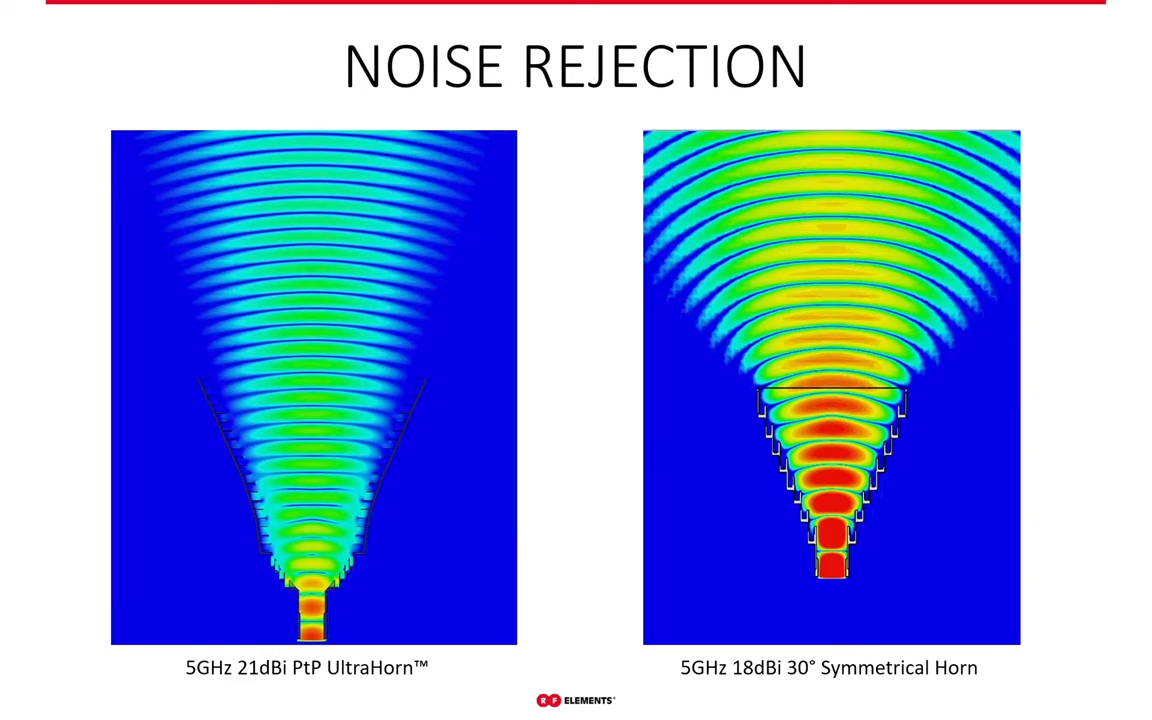 NOISE REJECTION
5GHz 21dBi PtP UltraHorn™
5GHz 18dBi 30° Symmetrical Horn
RF ELEMENTS®